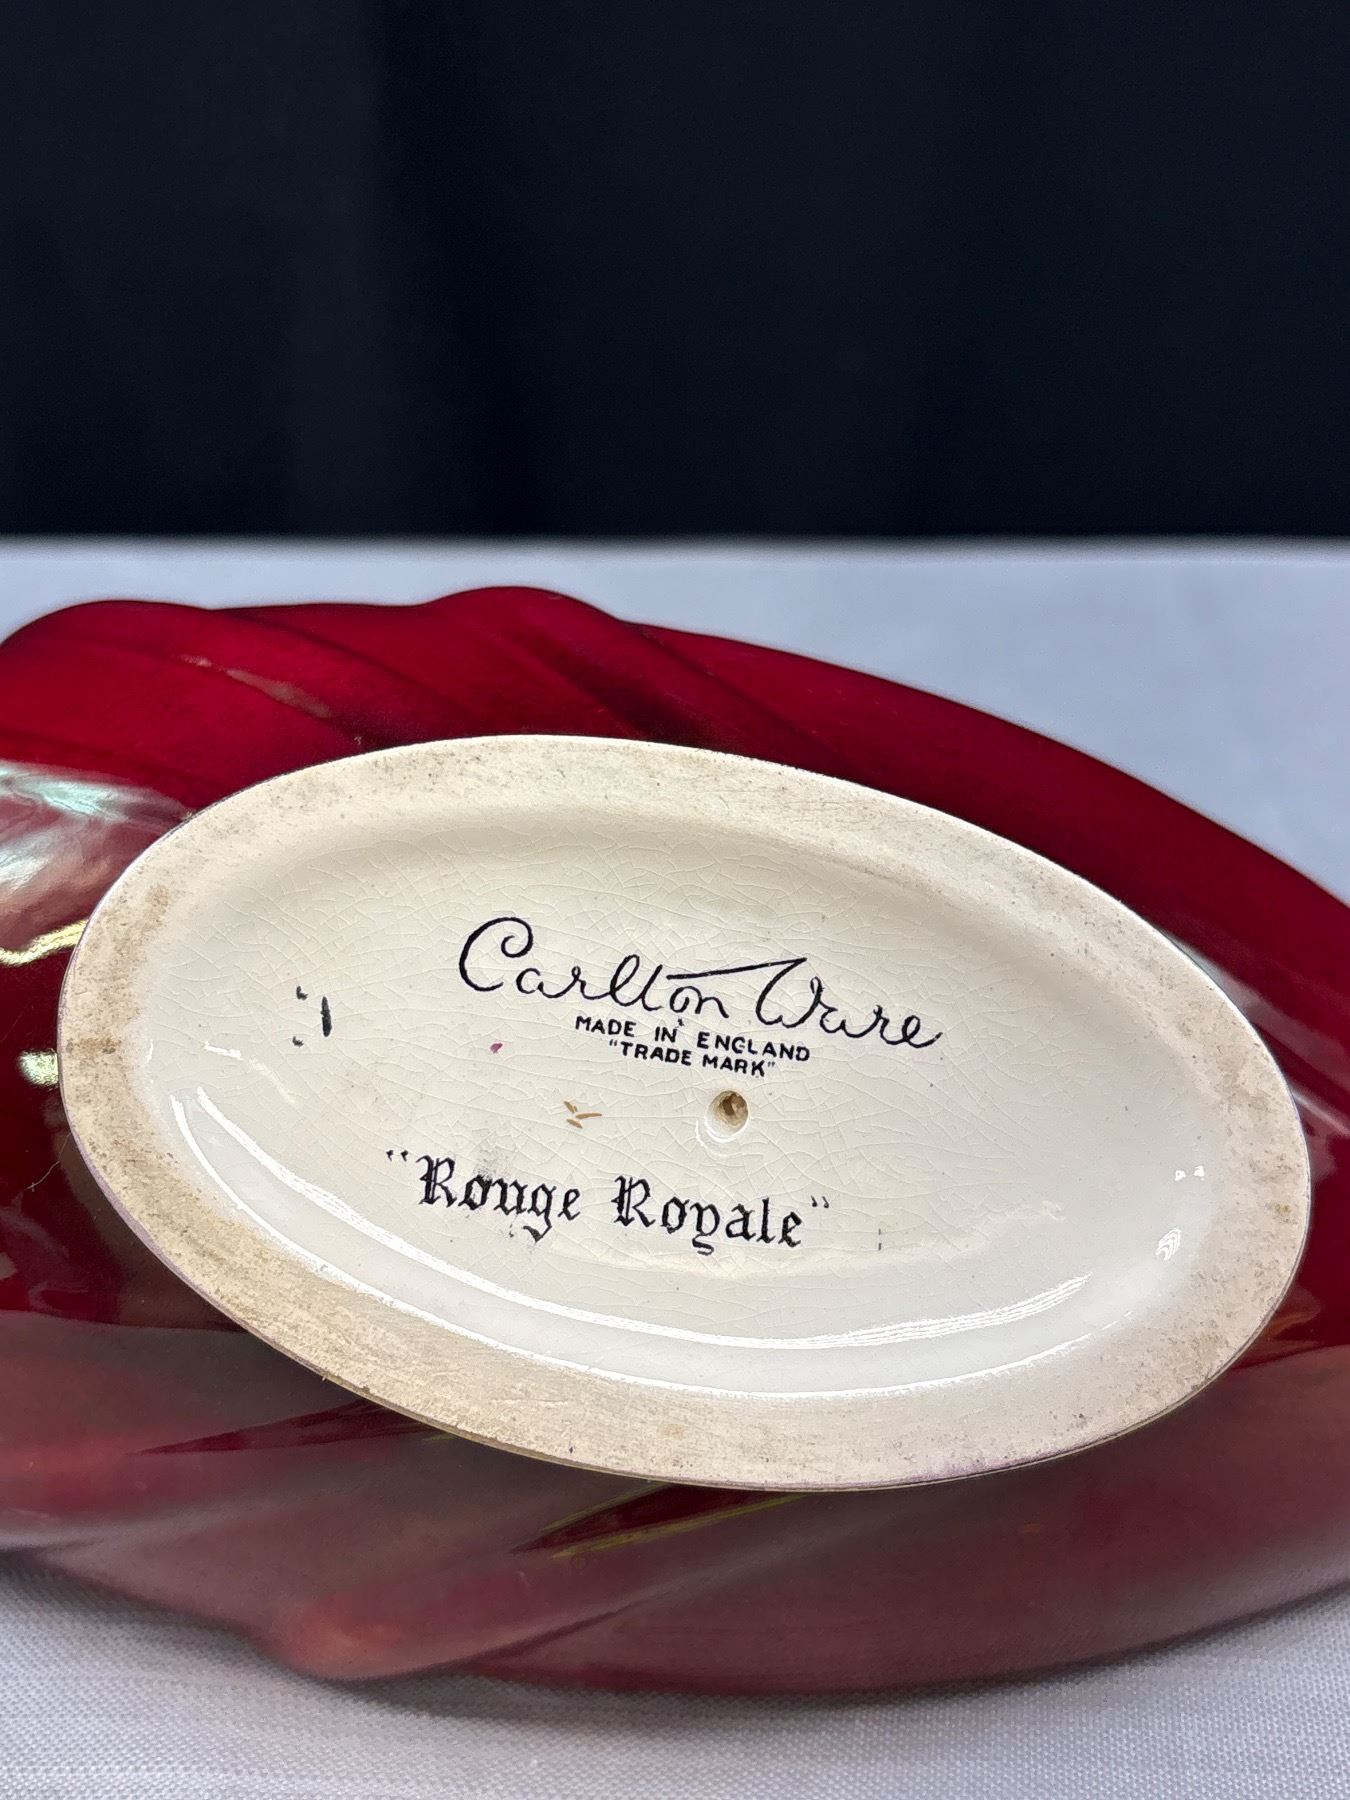 Carlton Ware
MADE IN ENGLAND
"TRADE MARK"
"Rouge Royale"